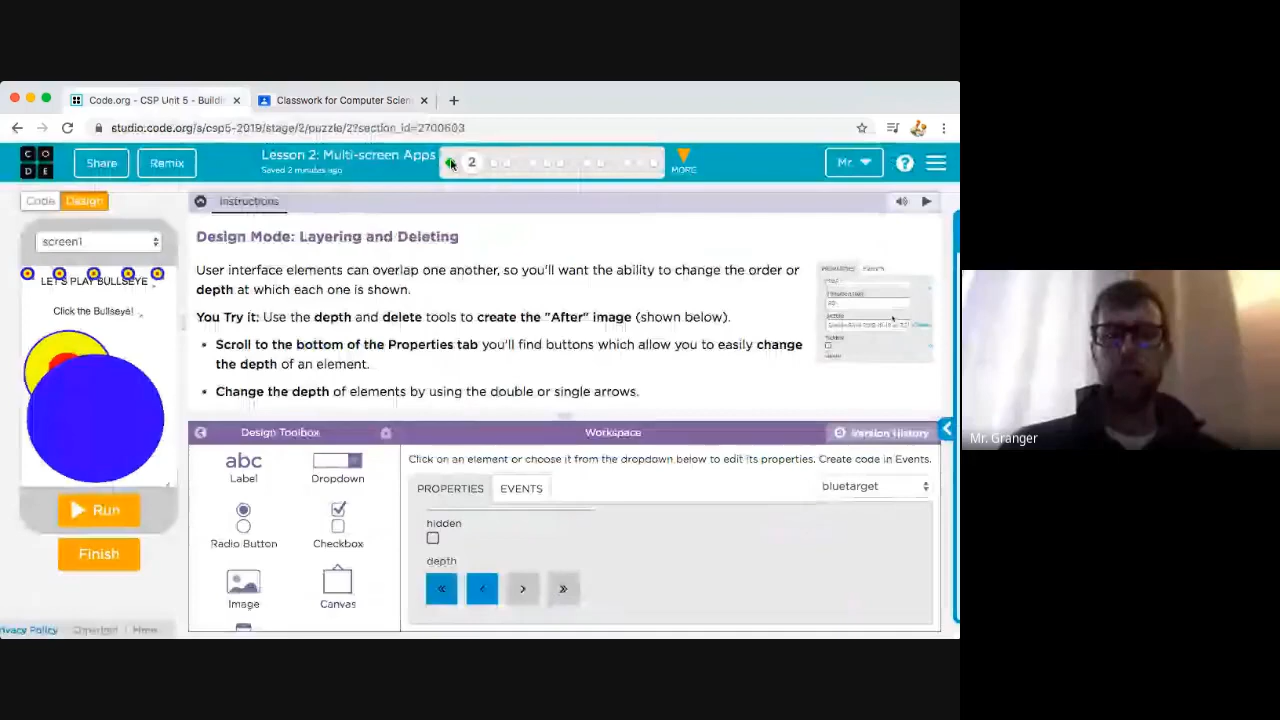 Code.org - CSP Unit 5 - Buildi
Classwork for Computer Scien
studio.code.org/s/csp5-2019/stage/2/puzzle/2?section_id=2700603
CO
DE
Share
Remix
Lesson 2: Multi-screen Apps
Saved 2 minutes ago
2
MORE
Mr
Code
Design
Instructions
screen1
LET'S PLAY BULLSEYE
Click the Bullseye!
Run
Finish
Design Mode: Layering and Deleting
User interface elements can overlap one another, so you'll want the ability to change the order or
depth at which each one is shown.
You Try it: Use the depth and delete tools to create the "After" image (shown below).
Scroll to the bottom of the Properties tab you'll find buttons which allow you to easily change
the depth of an element.
Change the depth of elements by using the double or single arrows.
Design Toolbox
Workspace
Version History
abc
Label
Dropdown
Radio Button
Checkbox
Image
Canvas
Click on an element or choose it from the dropdown below to edit its properties. Create code in Events.
PROPERTIES
EVENTS
bluetarget
hidden
depth
rivacy Policy
Mr. Granger